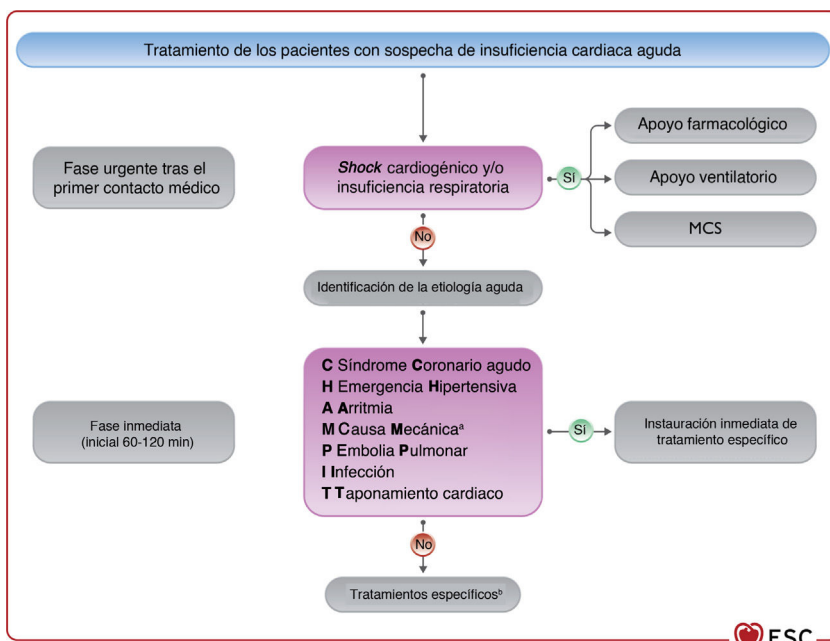 Tratamiento de los pacientes con sospecha de insuficiencia cardiaca aguda
Fase urgente tras el
primer contacto médico
Shock cardiogénico y/o
insuficiencia respiratoria
Sí
Apoyo farmacológico
Apoyo ventilatorio
MCS
No
Identificación de la etiología aguda
Fase inmediata
(inicial 60-120 min)
C Síndrome Coronario agudo
H Emergencia Hipertensiva
A Arritmia
M Causa Mecánicaª
P Embolia Pulmonar
I Infección
T Taponamiento cardiaco
Sí
Instauración inmediata de
tratamiento específico
No
Tratamientos específicosᵇ
ESC